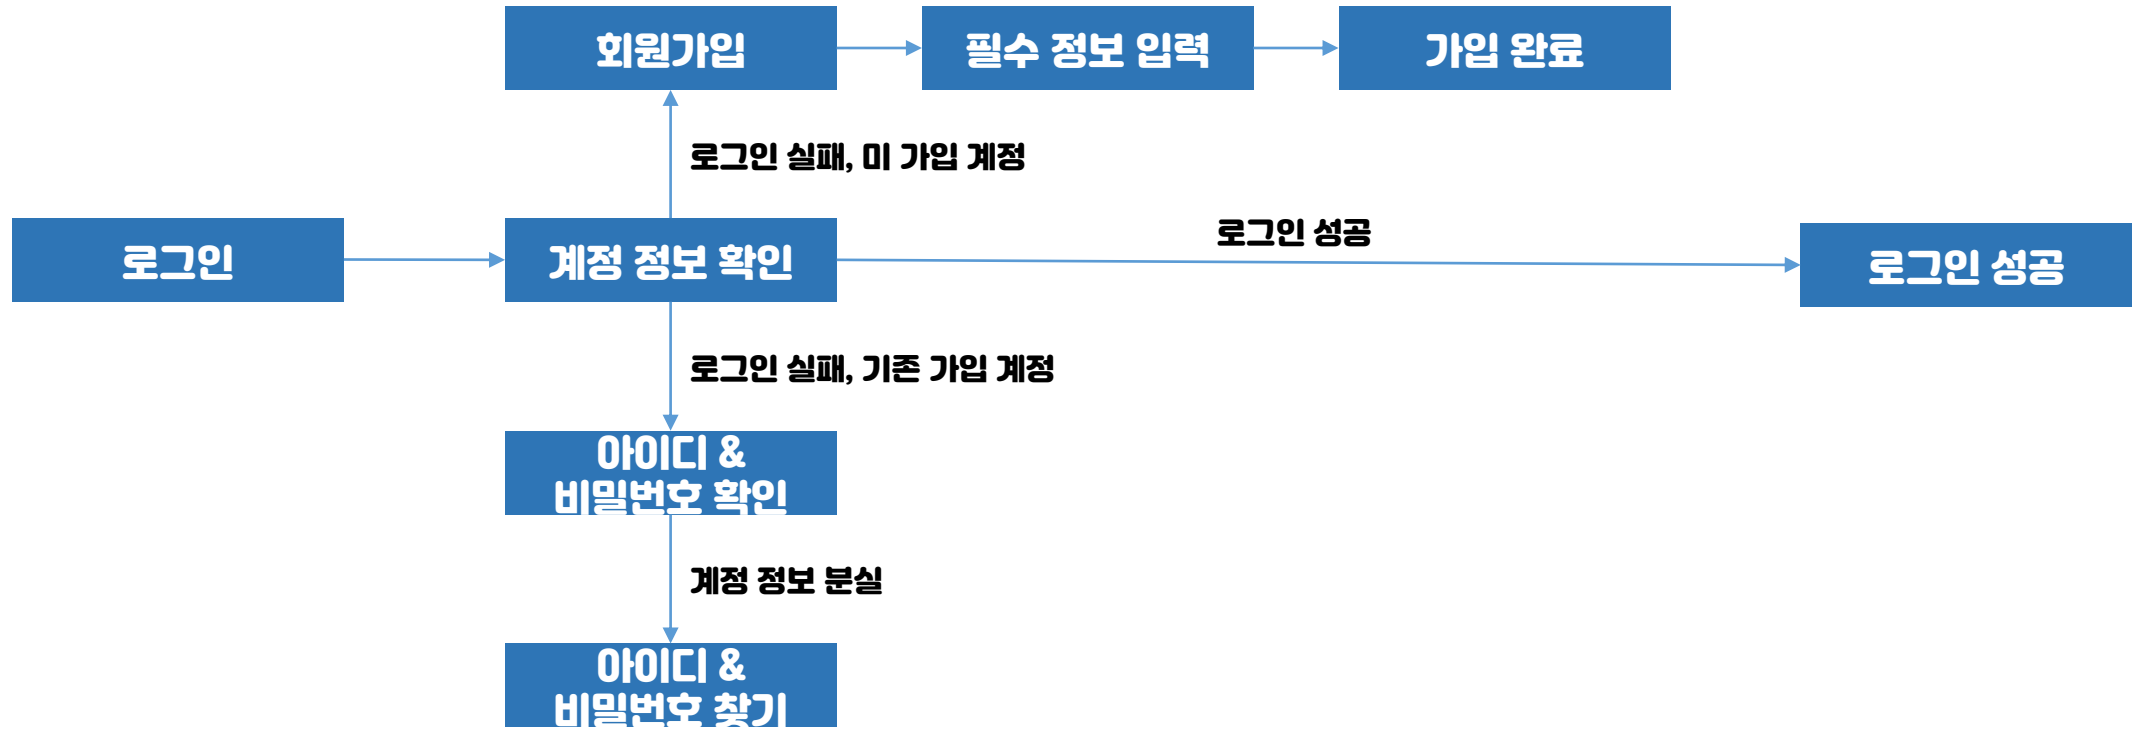 회원가입
필수 정보 입력
가입 완료
로그인 실패, 미 가입 계정
로그인
계정 정보 확인
로그인 성공
로그인 성공
로그인 실패, 기존 가입 계정
아이디 &
비밀번호 확인
계정 정보 분실
아이디 &
비밀번호 찾기